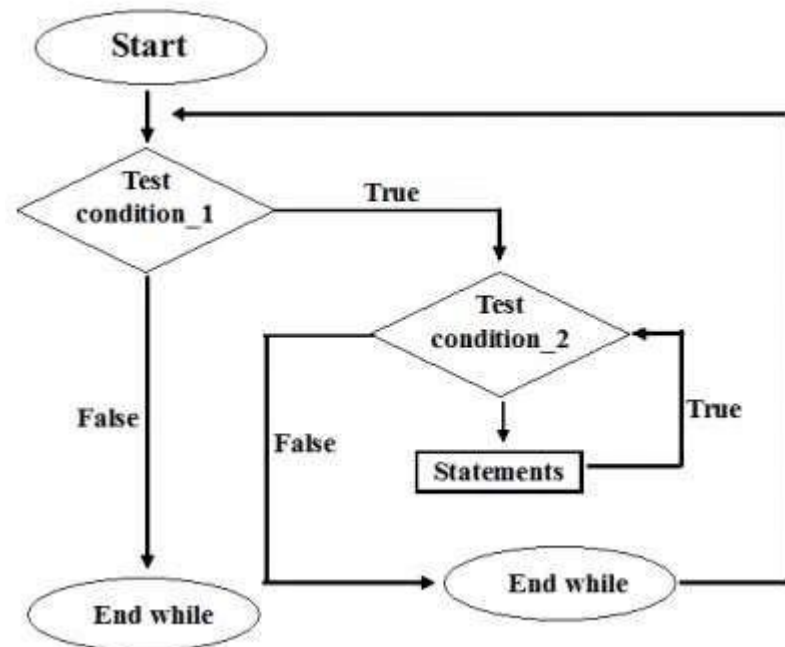 Start
Test
condition_1
True
Test
condition_2
False
False
True
Statements
End while
End while